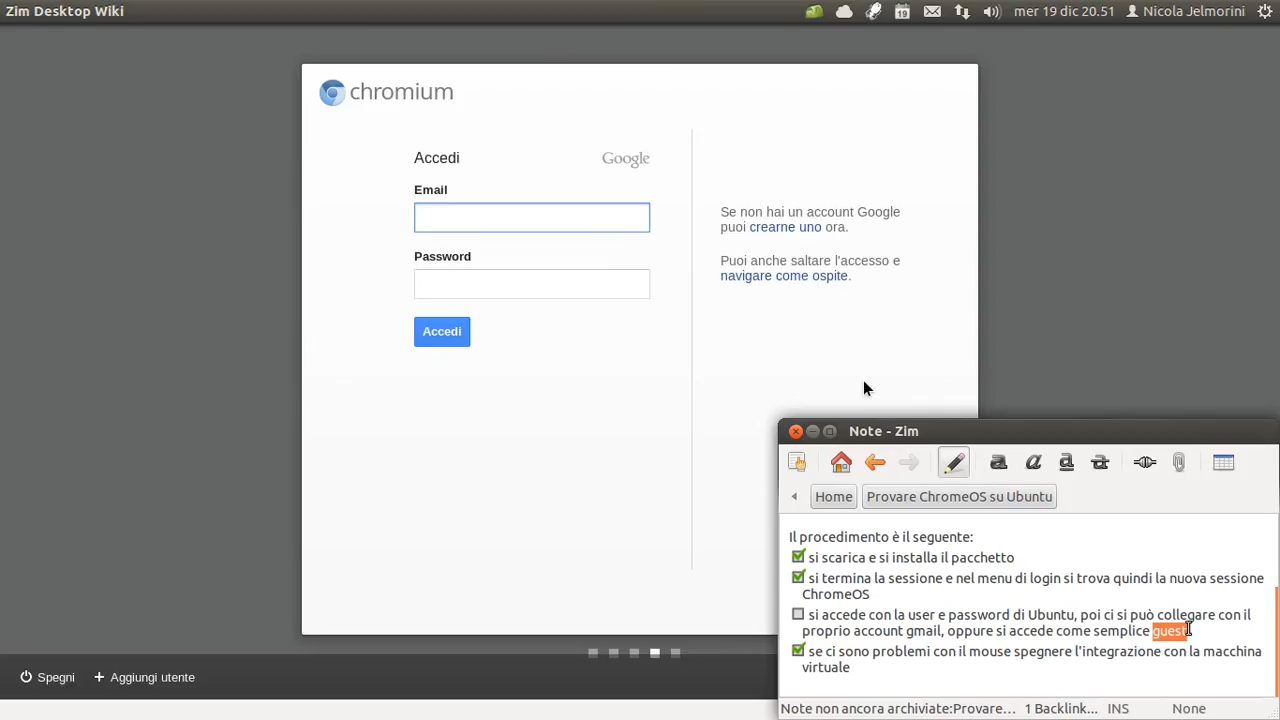 Zim Desktop Wiki
19
mer 19 dic 20.51
Nicola Jelmorini
chromium
Accedi
Google
Email
Password
Accedi
Se non hai un account Google
puoi crearne uno ora.
Puoi anche saltare l'accesso e
navigare come ospite.
Spegni
Aggiungi utente
Note - Zim
a a a a
Home
Provare ChromeOS su Ubuntu
Il procedimento è il seguente:
si scarica e si installa il pacchetto
si termina la sessione e nel menu di login si trova quindi la nuova sessione
ChromeOS
si accede con la user e password di Ubuntu, poi ci si può collegare con il
proprio account gmail, oppure si accede come semplice guest
se ci sono problemi con il mouse spegnere l'integrazione con la macchina
virtuale
Note non ancora archiviate:Provare... 1 Backlink... INS None